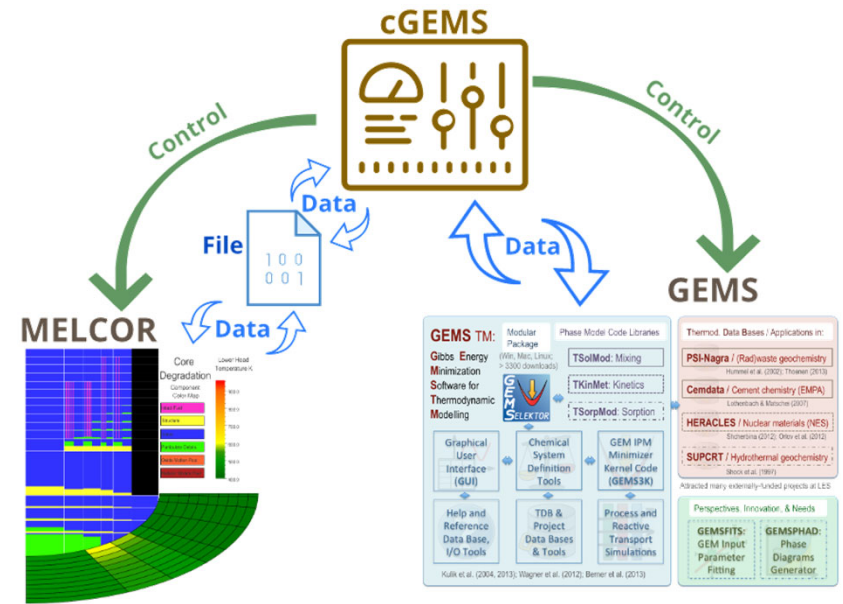 cGEMS
Control
Control
Data
File
100
001
Data
Data
MELCOR
GEMS
Core
Degradation
Component
Color Map
Lower Head
Temperature K
GEMS TM:
Gibbs Energy
Minimization
Software for
Thermodynamic
Modelling
Modular
Package
(Win, Mac, Linux;
> 3300 downloads)
GEM
SELEKTOR
Phase Model Code Libraries
TSolMod: Mixing
TKinMet: Kinetics
TSorpMod: Sorption
Graphical
User
Interface
(GUI)
Chemical
System
Definition
Tools
GEM IPM
Minimizer
Kernel Code
(GEMS3K)
Help and
Reference
Data Base,
I/O Tools
TDB &
Project
Data Bases
& Tools
Process and
Reactive
Transport
Simulations
Kulik et al. (2004, 2013); Wagner et al. (2012); Berner et al. (2013)
Thermod. Data Bases / Applications in:
PSI-Nagra / (Rad)waste geochemistry
Hummel et al. (2002); Thoenen (2013)
Cemdata / Cement chemistry (EMPA)
Lothenbach & Matschei (2007)
HERACLES / Nuclear materials (NES)
Shcherbina (2012); Orlov et al. (2012)
SUPCRT / Hydrothermal geochemistry
Shock et al. (1997)
Attracted many externally-funded projects at LES
Perspectives, Innovation, & Needs
GEMSFITS:
GEM Input
Parameter
Fitting
GEMSPHAD:
Phase
Diagrams
Generator